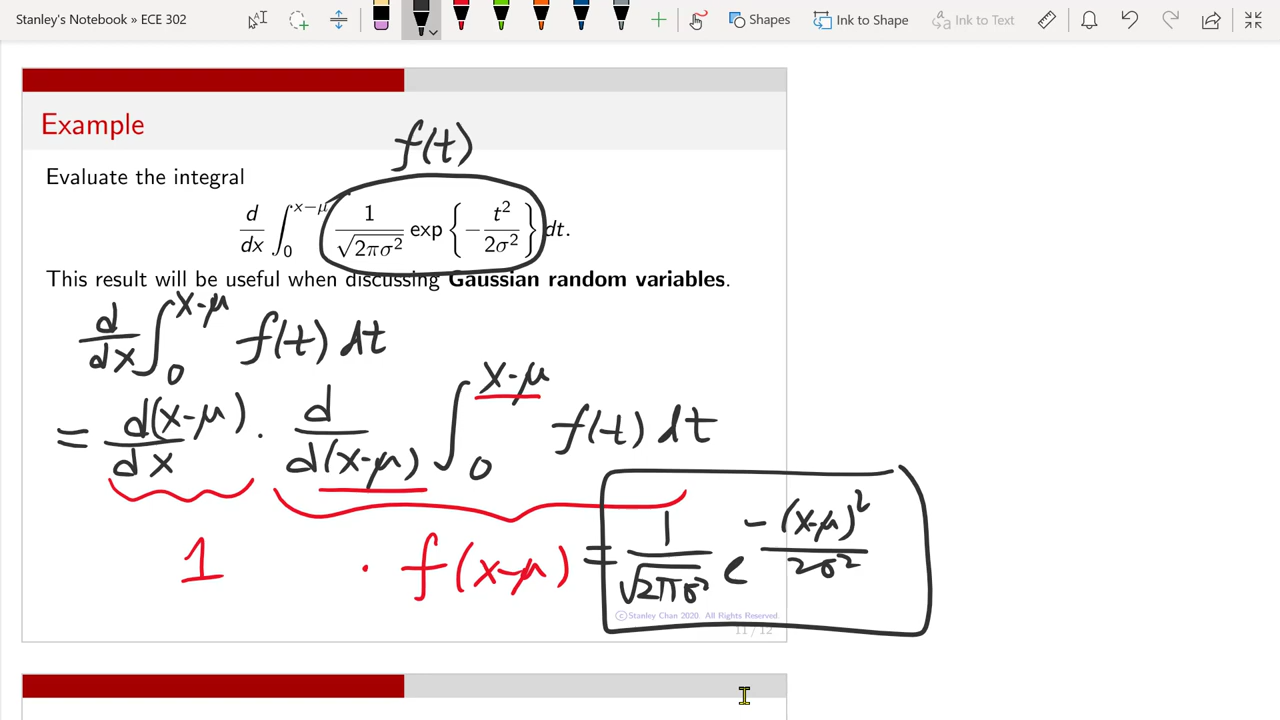 Stanley's Notebook » ECE 302
Shapes
Ink to Shape
Ink to Text
Example
f(t)
Evaluate the integral
d/dx ∫_0^{x−μ} 1/√(2πσ²) exp{−t²/(2σ²)} dt.
This result will be useful when discussing Gaussian random variables.
d/dx ∫_0^{x-μ} f(t) dt
= d(x-μ)/dx · d/d(x-μ) ∫_0^{x-μ} f(t) dt
1 · f(x-μ) = 1/√(2πσ²) e^{-(x-μ)²/2σ²}
©Stanley Chan 2020. All Rights Reserved.
11 / 12